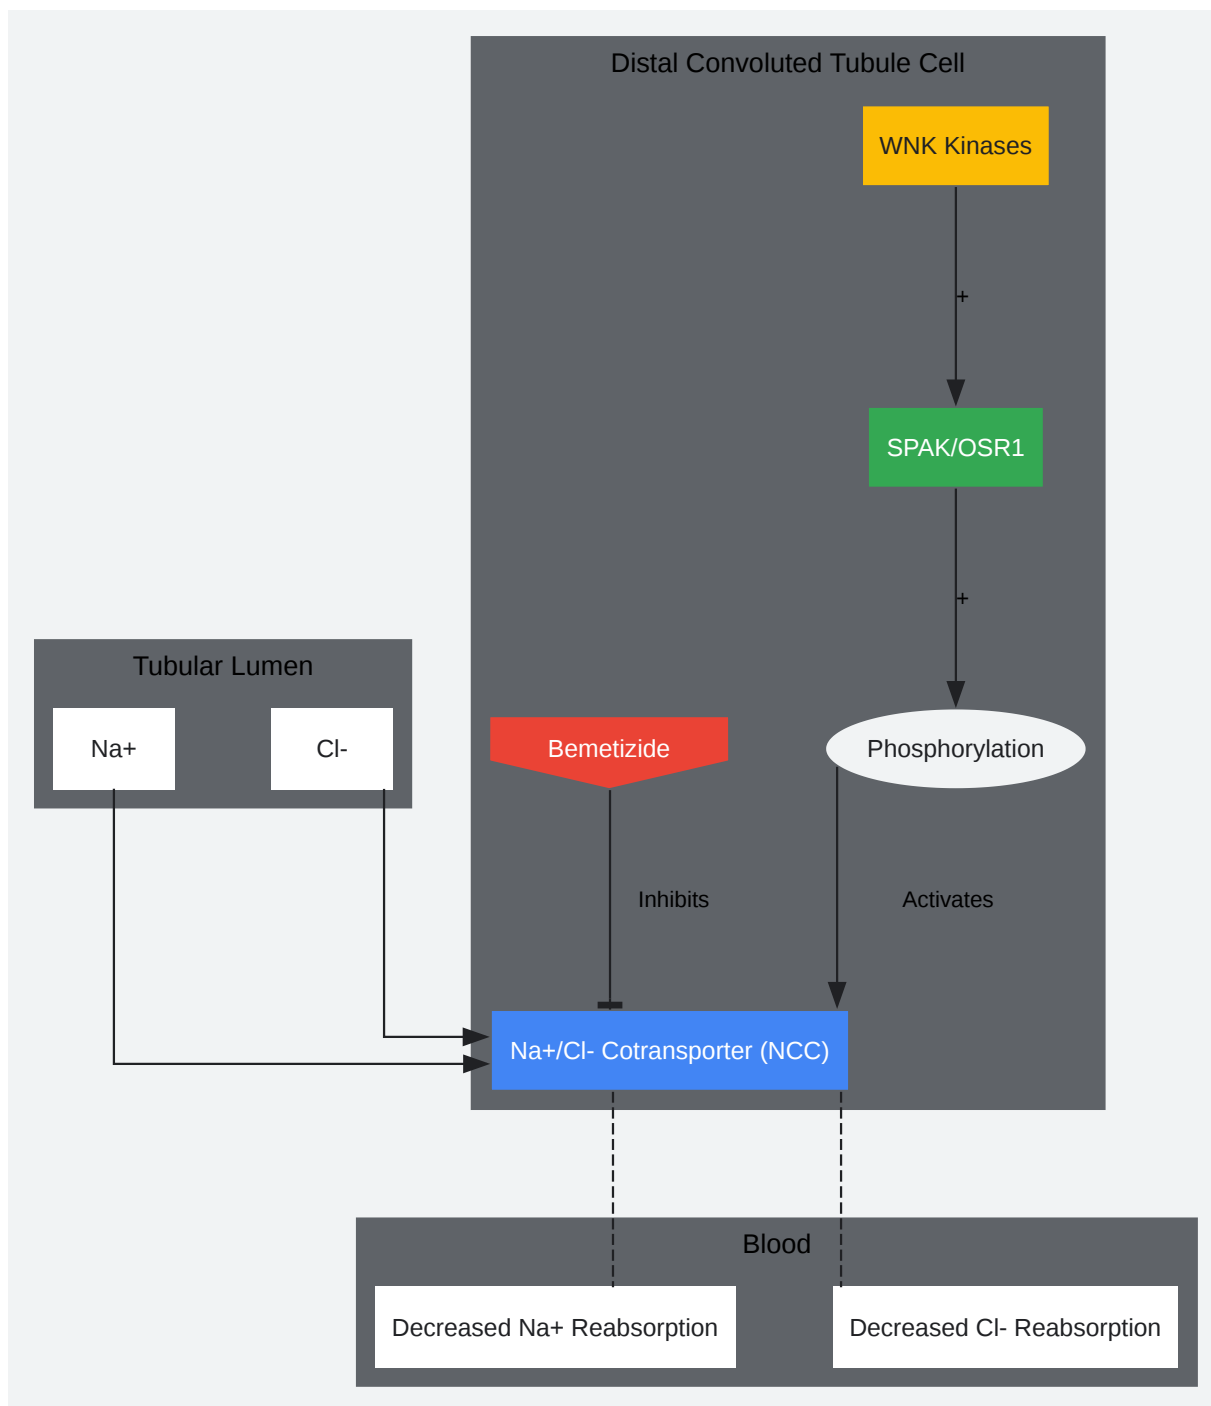 Distal Convoluted Tubule Cell
WNK Kinases
+
SPAK/OSR1
+
Tubular Lumen
Na+
Cl-
Bemetizide
Phosphorylation
Inhibits
Activates
Na+/Cl- Cotransporter (NCC)
Blood
Decreased Na+ Reabsorption
Decreased Cl- Reabsorption